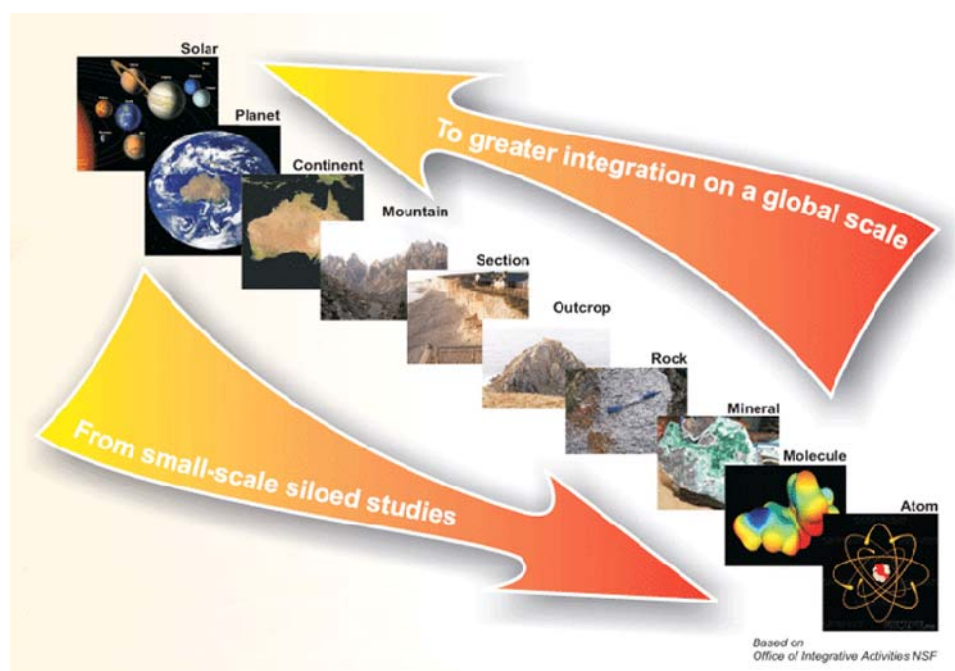 Solar
Planet
Continent
Mountain
Section
Outcrop
Rock
Mineral
Molecule
Atom
To greater integration on a global scale
From small-scale siloed studies
Based on
Office of Integrative Activities NSF